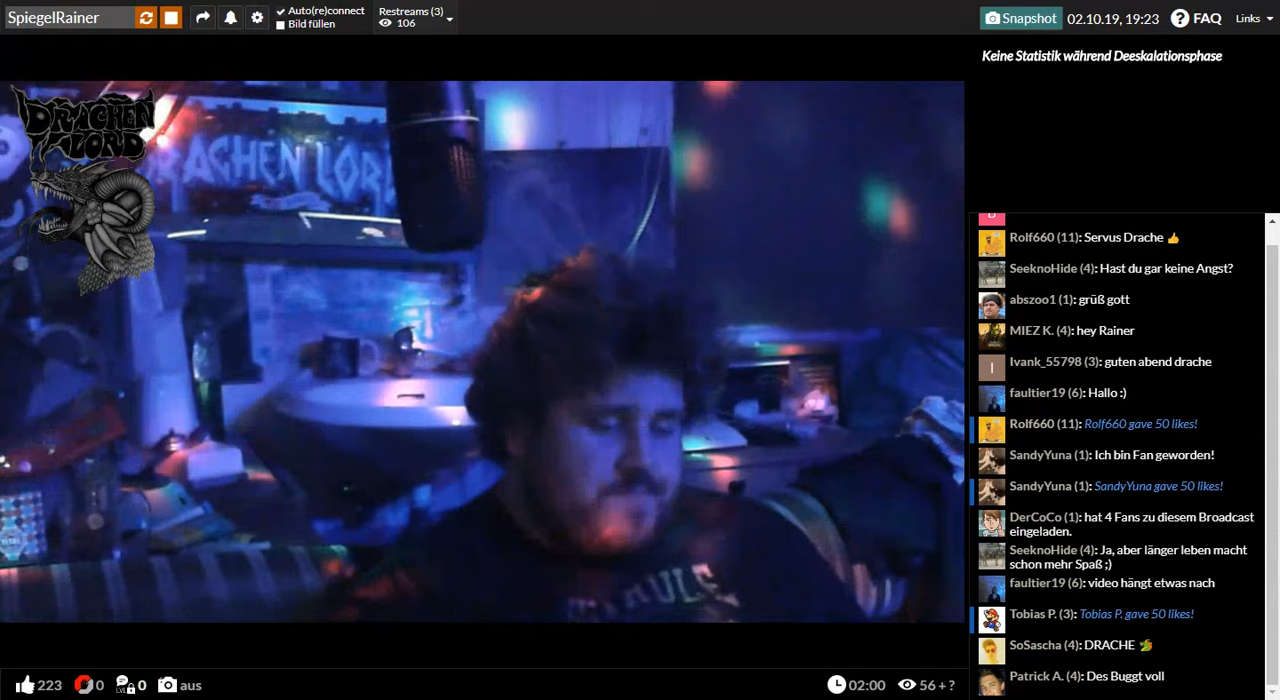 SpiegelRainer
Auto(re)connect
Bild füllen
Restreams (3)
106
Snapshot
02.10.19, 19:23
FAQ
Links
Keine Statistik während Deeskalationsphase
DRACHEN
LORD
DRACHEN LORD
Rolf660 (11): Servus Drache 👍
SeeknoHide (4): Hast du gar keine Angst?
abszoo1 (1): grüß gott
MIEZ K. (4): hey Rainer
I
Ivank_55798 (3): guten abend drache
faultier19 (6): Hallo :)
Rolf660 (11): Rolf660 gave 50 likes!
SandyYuna (1): Ich bin Fan geworden!
SandyYuna (1): SandyYuna gave 50 likes!
DerCoCo (1): hat 4 Fans zu diesem Broadcast
eingeladen.
SeeknoHide (4): Ja, aber länger leben macht
schon mehr Spaß ;)
faultier19 (6): video hängt etwas nach
Tobias P. (3): Tobias P. gave 50 likes!
SoSascha (4): DRACHE 🐲
Patrick A. (4): Des Buggt voll
223
0
LVL
0
aus
02:00
56 + ?